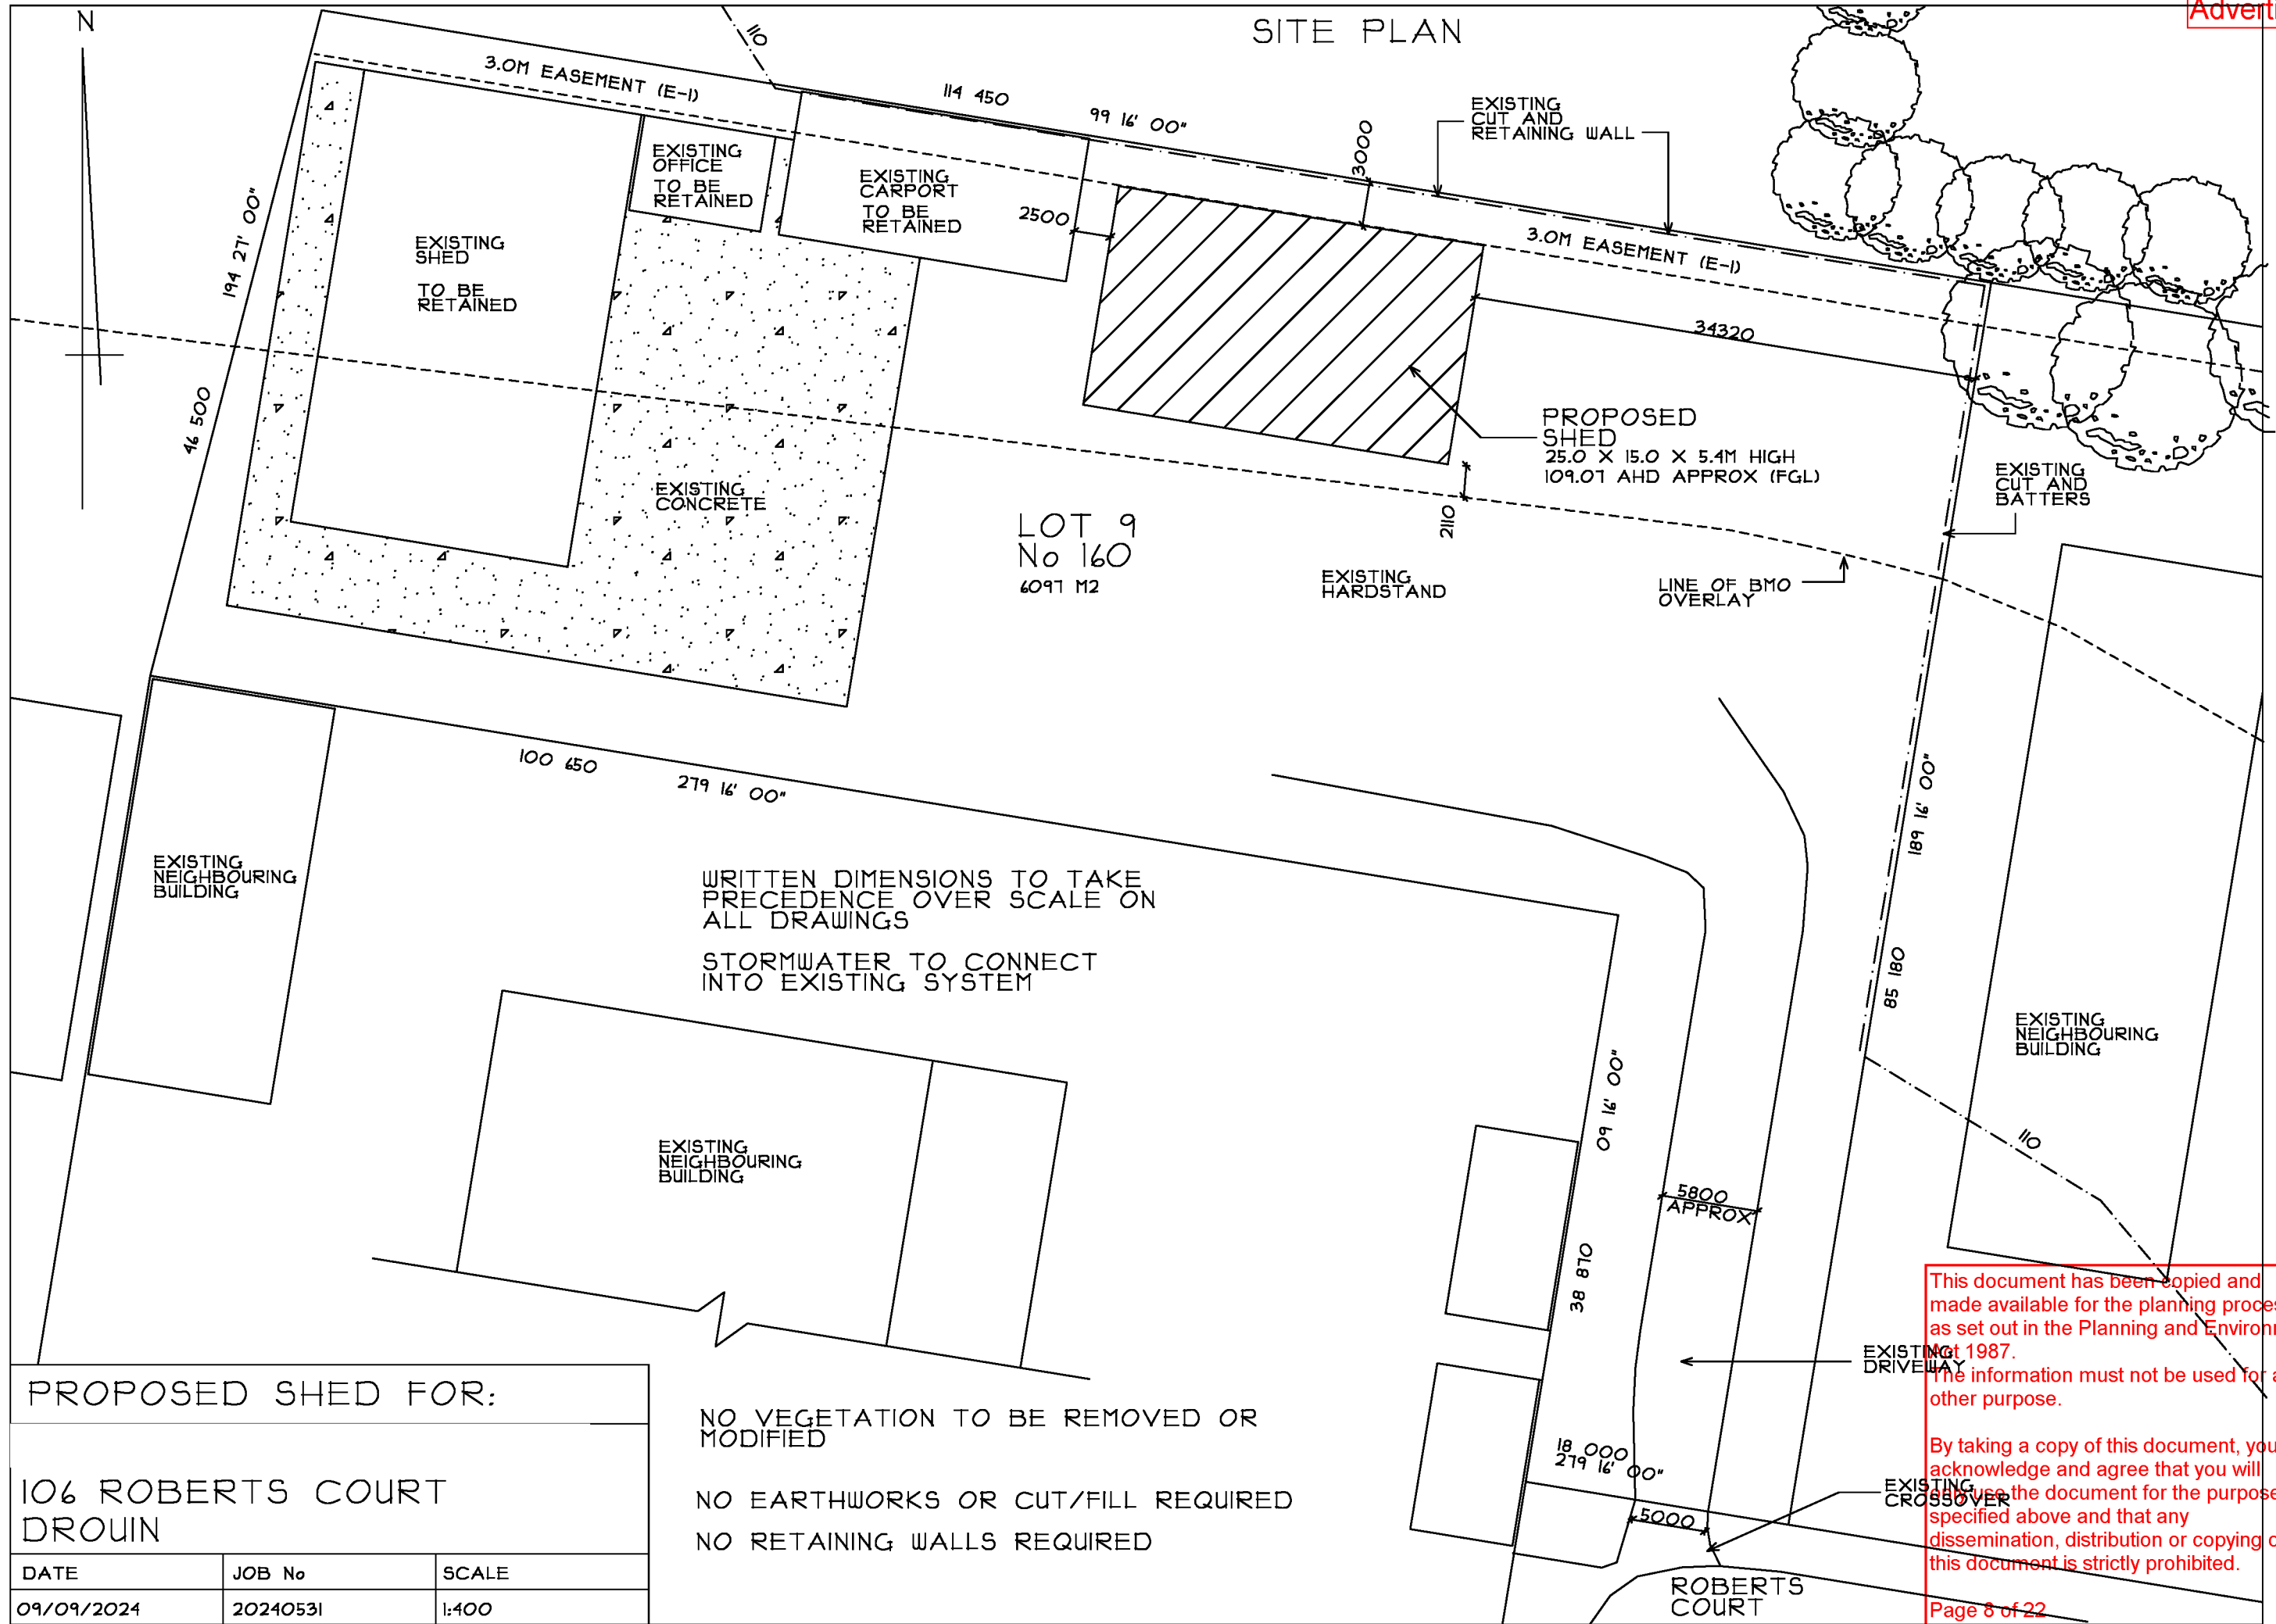 N
SITE PLAN
110
3.0M EASEMENT (E-1)
114 450
99 16' 00"
3000
EXISTING
CUT AND
RETAINING WALL
EXISTING
OFFICE
TO BE
RETAINED
EXISTING
CARPORT
TO BE
RETAINED
2500
194 27' 00"
EXISTING
SHED
TO BE
RETAINED
3.0M EASEMENT (E-1)
34320
46 500
PROPOSED
SHED
25.0 X 15.0 X 5.4M HIGH
109.07 AHD APPROX (FGL)
EXISTING
CUT AND
BATTERS
EXISTING
CONCRETE
LOT 9
No 160
6097 M2
2110
EXISTING
HARDSTAND
LINE OF BMO
OVERLAY
100 650
279 16' 00"
189 16' 00"
EXISTING
NEIGHBOURING
BUILDING
WRITTEN DIMENSIONS TO TAKE
PRECEDENCE OVER SCALE ON
ALL DRAWINGS
STORMWATER TO CONNECT
INTO EXISTING SYSTEM
85 180
EXISTING
NEIGHBOURING
BUILDING
09 16' 00"
110
EXISTING
NEIGHBOURING
BUILDING
5800
APPROX
38 870
EXISTING
DRIVEWAY
PROPOSED SHED FOR:
106 ROBERTS COURT
DROUIN
DATE JOB No SCALE
09/09/2024 20240531 1:400
NO VEGETATION TO BE REMOVED OR
MODIFIED
NO EARTHWORKS OR CUT/FILL REQUIRED
NO RETAINING WALLS REQUIRED
18 000
279 16' 00"
5000
EXISTING
CROSSOVER
ROBERTS
COURT
This document has been copied and
made available for the planning
as set out in the Planning and
Act 1987.
The information must not be used for
other purpose.
By taking a copy of this document, you
acknowledge and agree that you will
only use the document for the purpose
specified above and that any
dissemination, distribution or copying
this document is strictly prohibited.
Page 8 of 22